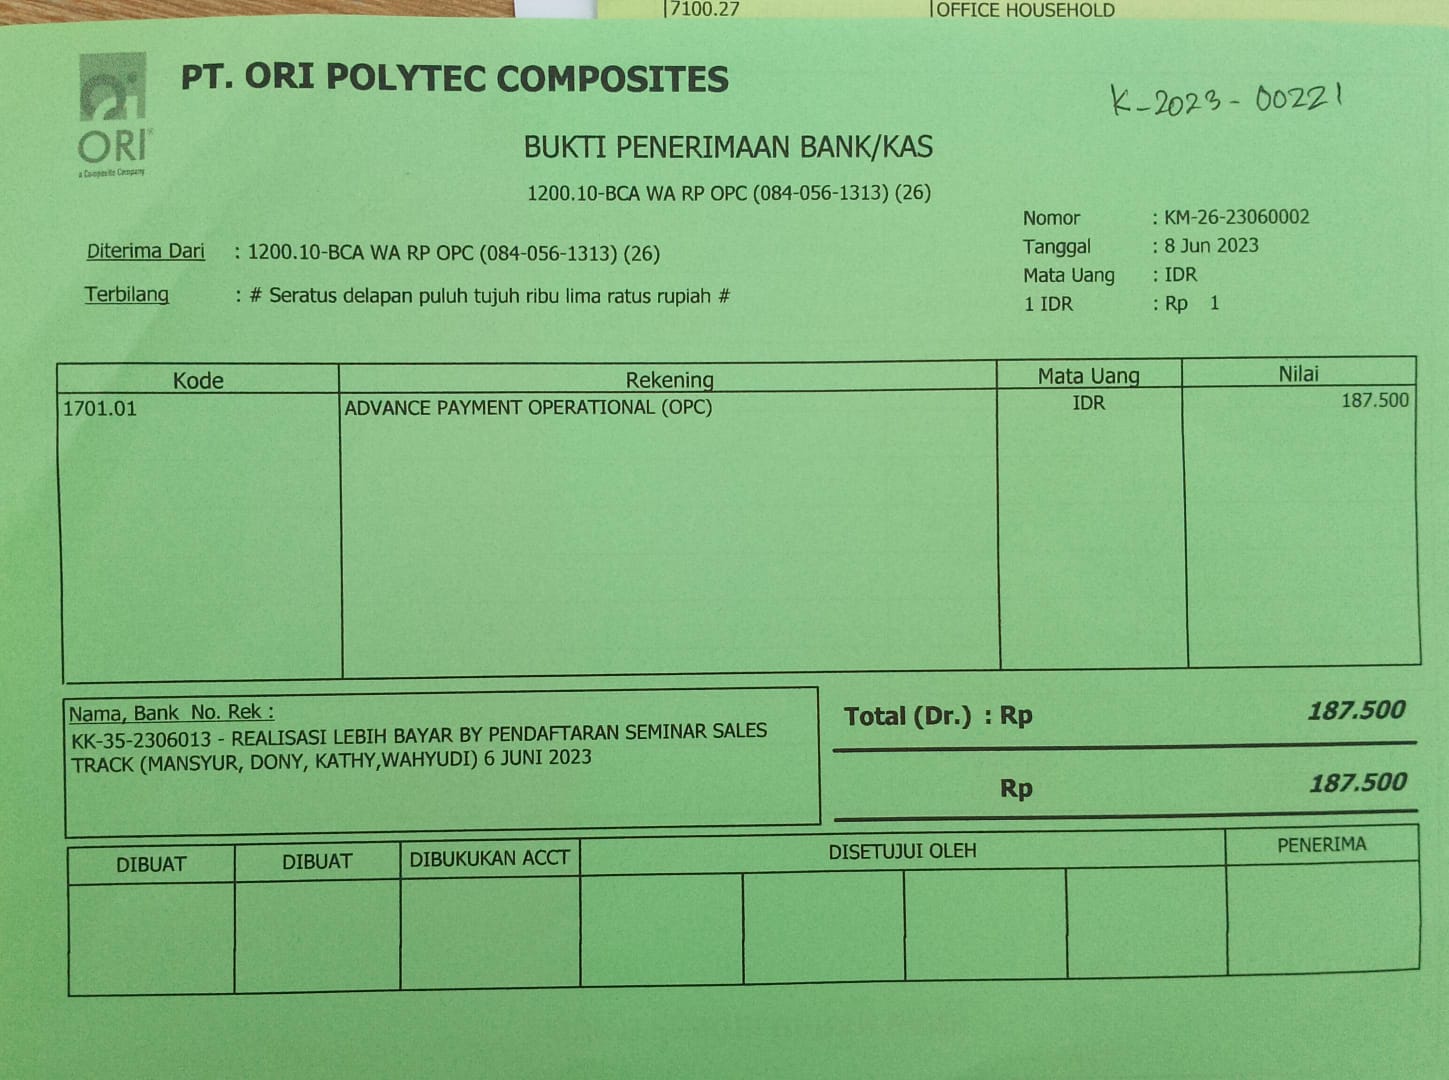 7100.27 OFFICE HOUSEHOLD
ORI
a Composite Company
PT. ORI POLYTEC COMPOSITES
K-2023-00221
BUKTI PENERIMAAN BANK/KAS
1200.10-BCA WA RP OPC (084-056-1313) (26)
Nomor : KM-26-23060002
Tanggal : 8 Jun 2023
Mata Uang : IDR
1 IDR : Rp 1
Diterima Dari : 1200.10-BCA WA RP OPC (084-056-1313) (26)
Terbilang : # Seratus delapan puluh tujuh ribu lima ratus rupiah #
Kode Rekening Mata Uang Nilai
1701.01 ADVANCE PAYMENT OPERATIONAL (OPC) IDR 187.500
Nama, Bank No. Rek :
KK-35-2306013 - REALISASI LEBIH BAYAR BY PENDAFTARAN SEMINAR SALES
TRACK (MANSYUR, DONY, KATHY,WAHYUDI) 6 JUNI 2023
Total (Dr.) : Rp 187.500
Rp 187.500
DIBUAT DIBUAT DIBUKUKAN ACCT DISETUJUI OLEH PENERIMA